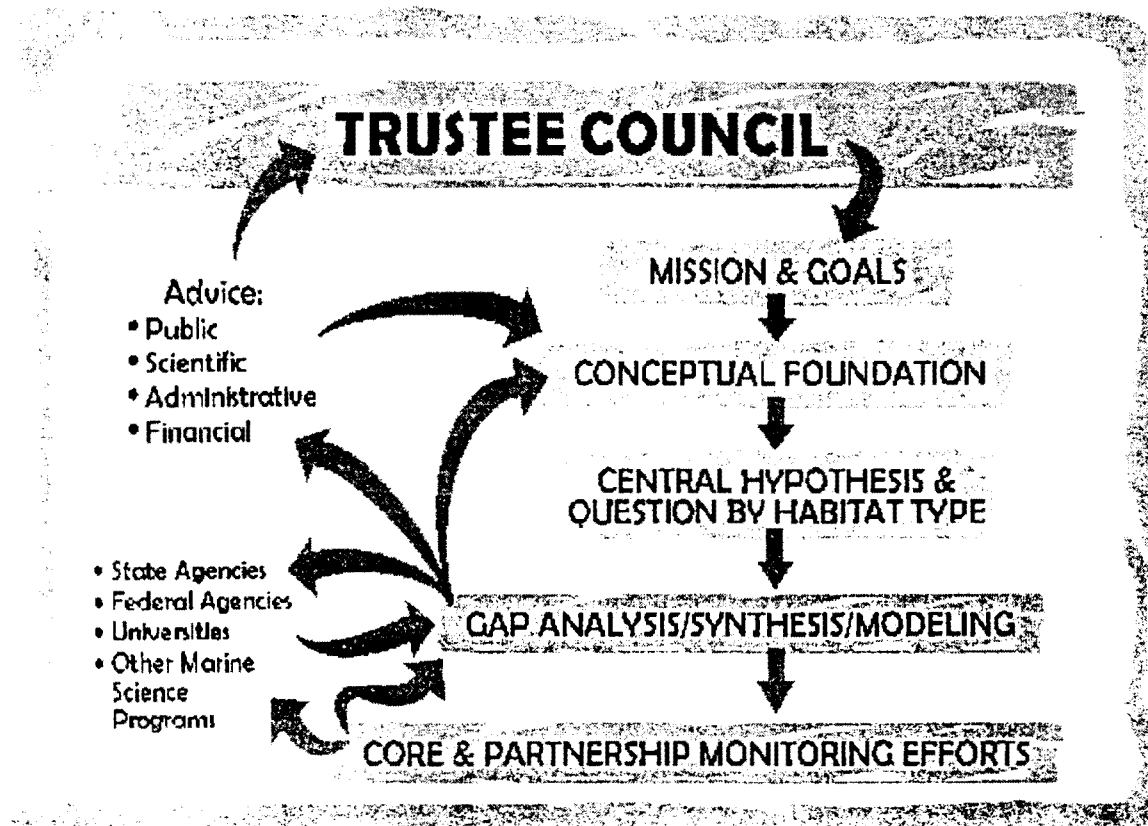 TRUSTEE COUNCIL
MISSION & GOALS
Advice:
• Public
• Scientific
• Administrative
• Financial
CONCEPTUAL FOUNDATION
CENTRAL HYPOTHESIS &
QUESTION BY HABITAT TYPE
• State Agencies
• Federal Agencies
• Universities
• Other Marine
Science
Programs
GAP ANALYSIS/SYNTHESIS/MODELING
CORE & PARTNERSHIP MONITORING EFFORTS